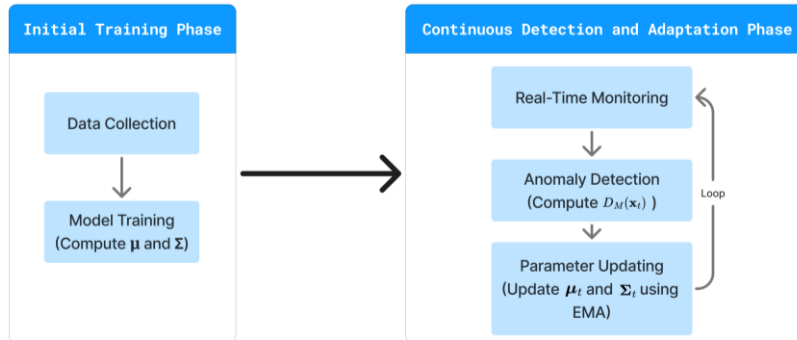 Initial Training Phase
Data Collection
Model Training
(Compute μ and Σ)
Continuous Detection and Adaptation Phase
Real-Time Monitoring
Anomaly Detection
(Compute D_M(x_t) )
Parameter Updating
(Update μ_t and Σ_t using
EMA)
Loop